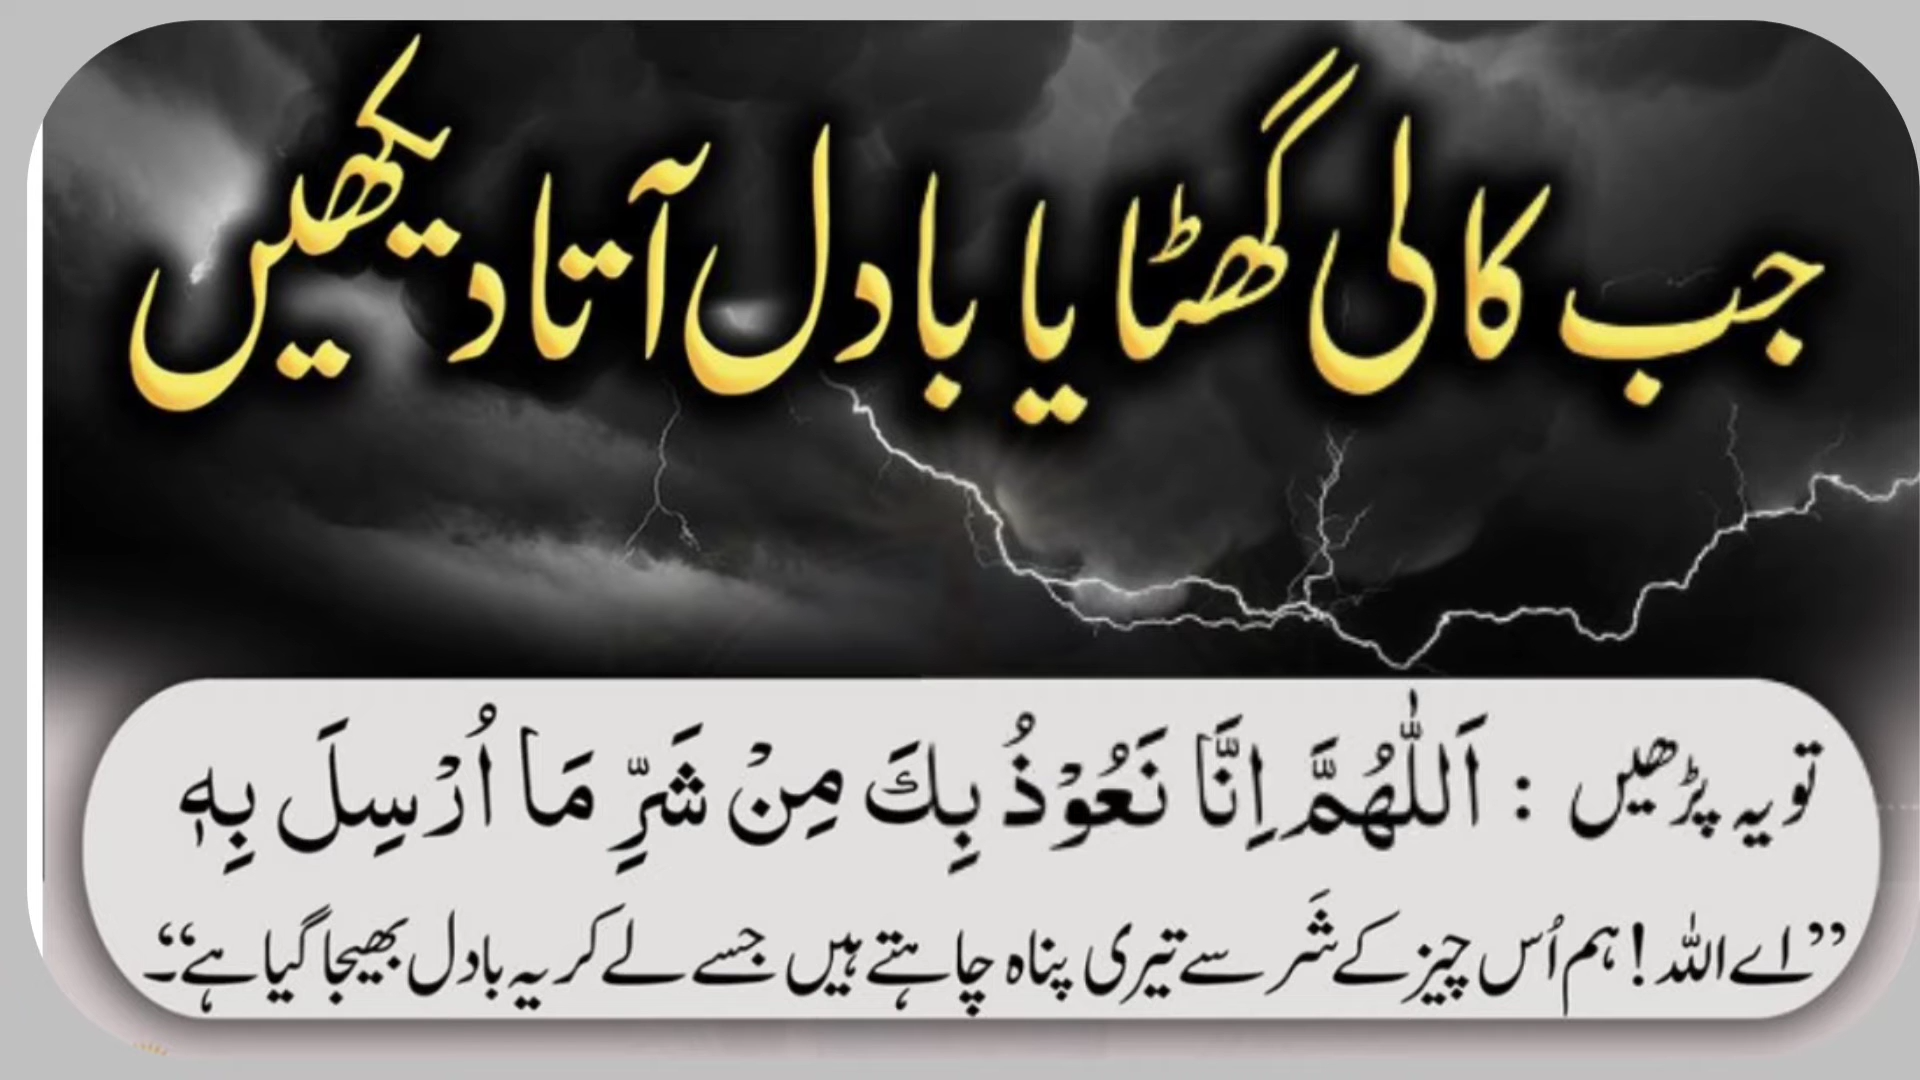 جب کالی گھٹا یا بادل آتا دیکھیں
تو یہ پڑھیں : اَللّٰهُمَّ اِنَّا نَعُوْذُ بِكَ مِنْ شَرِّ مَا اُرْسِلَ بِهٖ
”اے اللہ! ہم اُس چیز کے شَر سے تیری پناہ چاہتے ہیں جسے لے کر یہ بادل بھیجا گیا ہے“۔